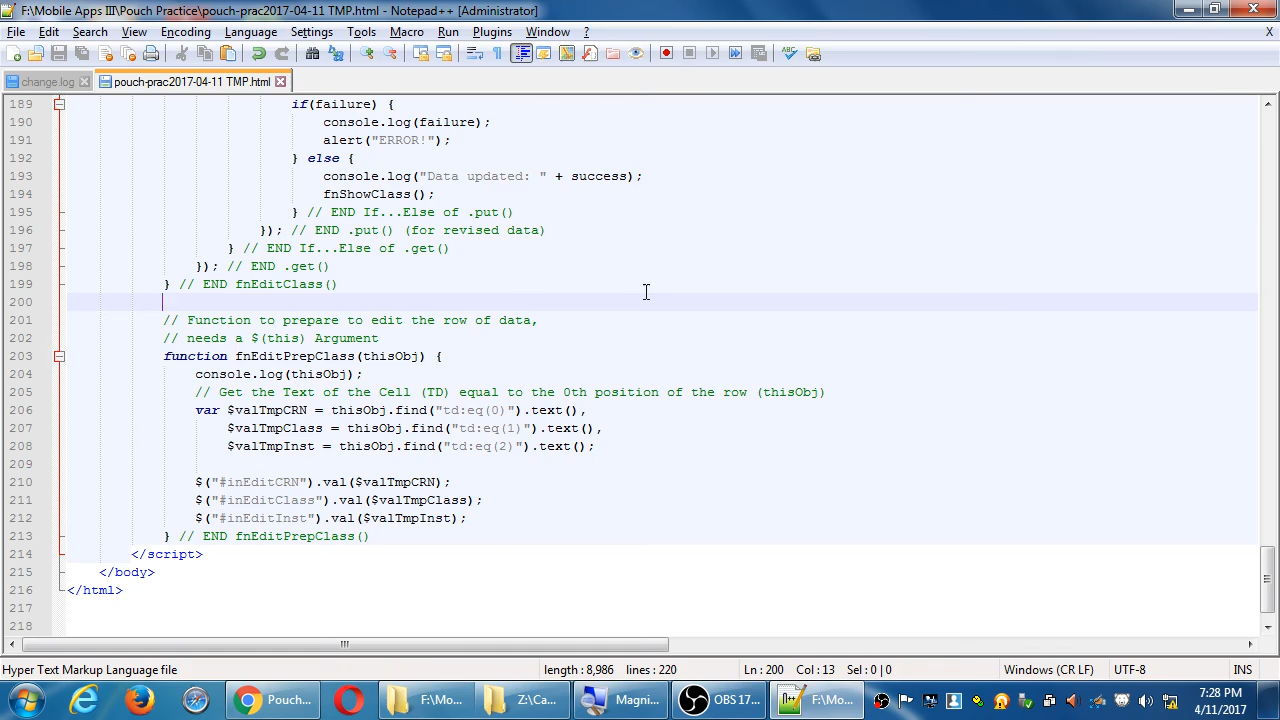 F:\Mobile Apps III\Pouch Practice\pouch-prac2017-04-11 TMP.html - Notepad++ [Administrator]
File Edit Search View Encoding Language Settings Tools Macro Run Plugins Window ? X
change.log pouch-prac2017-04-11 TMP.html
189 if(failure) {
190 console.log(failure);
191 alert("ERROR!");
192 } else {
193 console.log("Data updated: " + success);
194 fnShowClass();
195 } // END If...Else of .put()
196 }); // END .put() (for revised data)
197 } // END If...Else of .get()
198 }); // END .get()
199 } // END fnEditClass()
200
201 // Function to prepare to edit the row of data,
202 // needs a $(this) Argument
203 function fnEditPrepClass(thisObj) {
204 console.log(thisObj);
205 // Get the Text of the Cell (TD) equal to the 0th position of the row (thisObj)
206 var $valTmpCRN = thisObj.find("td:eq(0)").text(),
207 $valTmpClass = thisObj.find("td:eq(1)").text(),
208 $valTmpInst = thisObj.find("td:eq(2)").text();
209
210 $("#inEditCRN").val($valTmpCRN);
211 $("#inEditClass").val($valTmpClass);
212 $("#inEditInst").val($valTmpInst);
213 } // END fnEditPrepClass()
214 </script>
215 </body>
216 </html>
217
218
Hyper Text Markup Language file length : 8,986 lines : 220 Ln : 200 Col : 13 Sel : 0 | 0 Windows (CR LF) UTF-8 INS
Pouch... F:\Mo... Z:\Ca... Magni... OBS 17... F:\Mo... 7:28 PM
4/11/2017